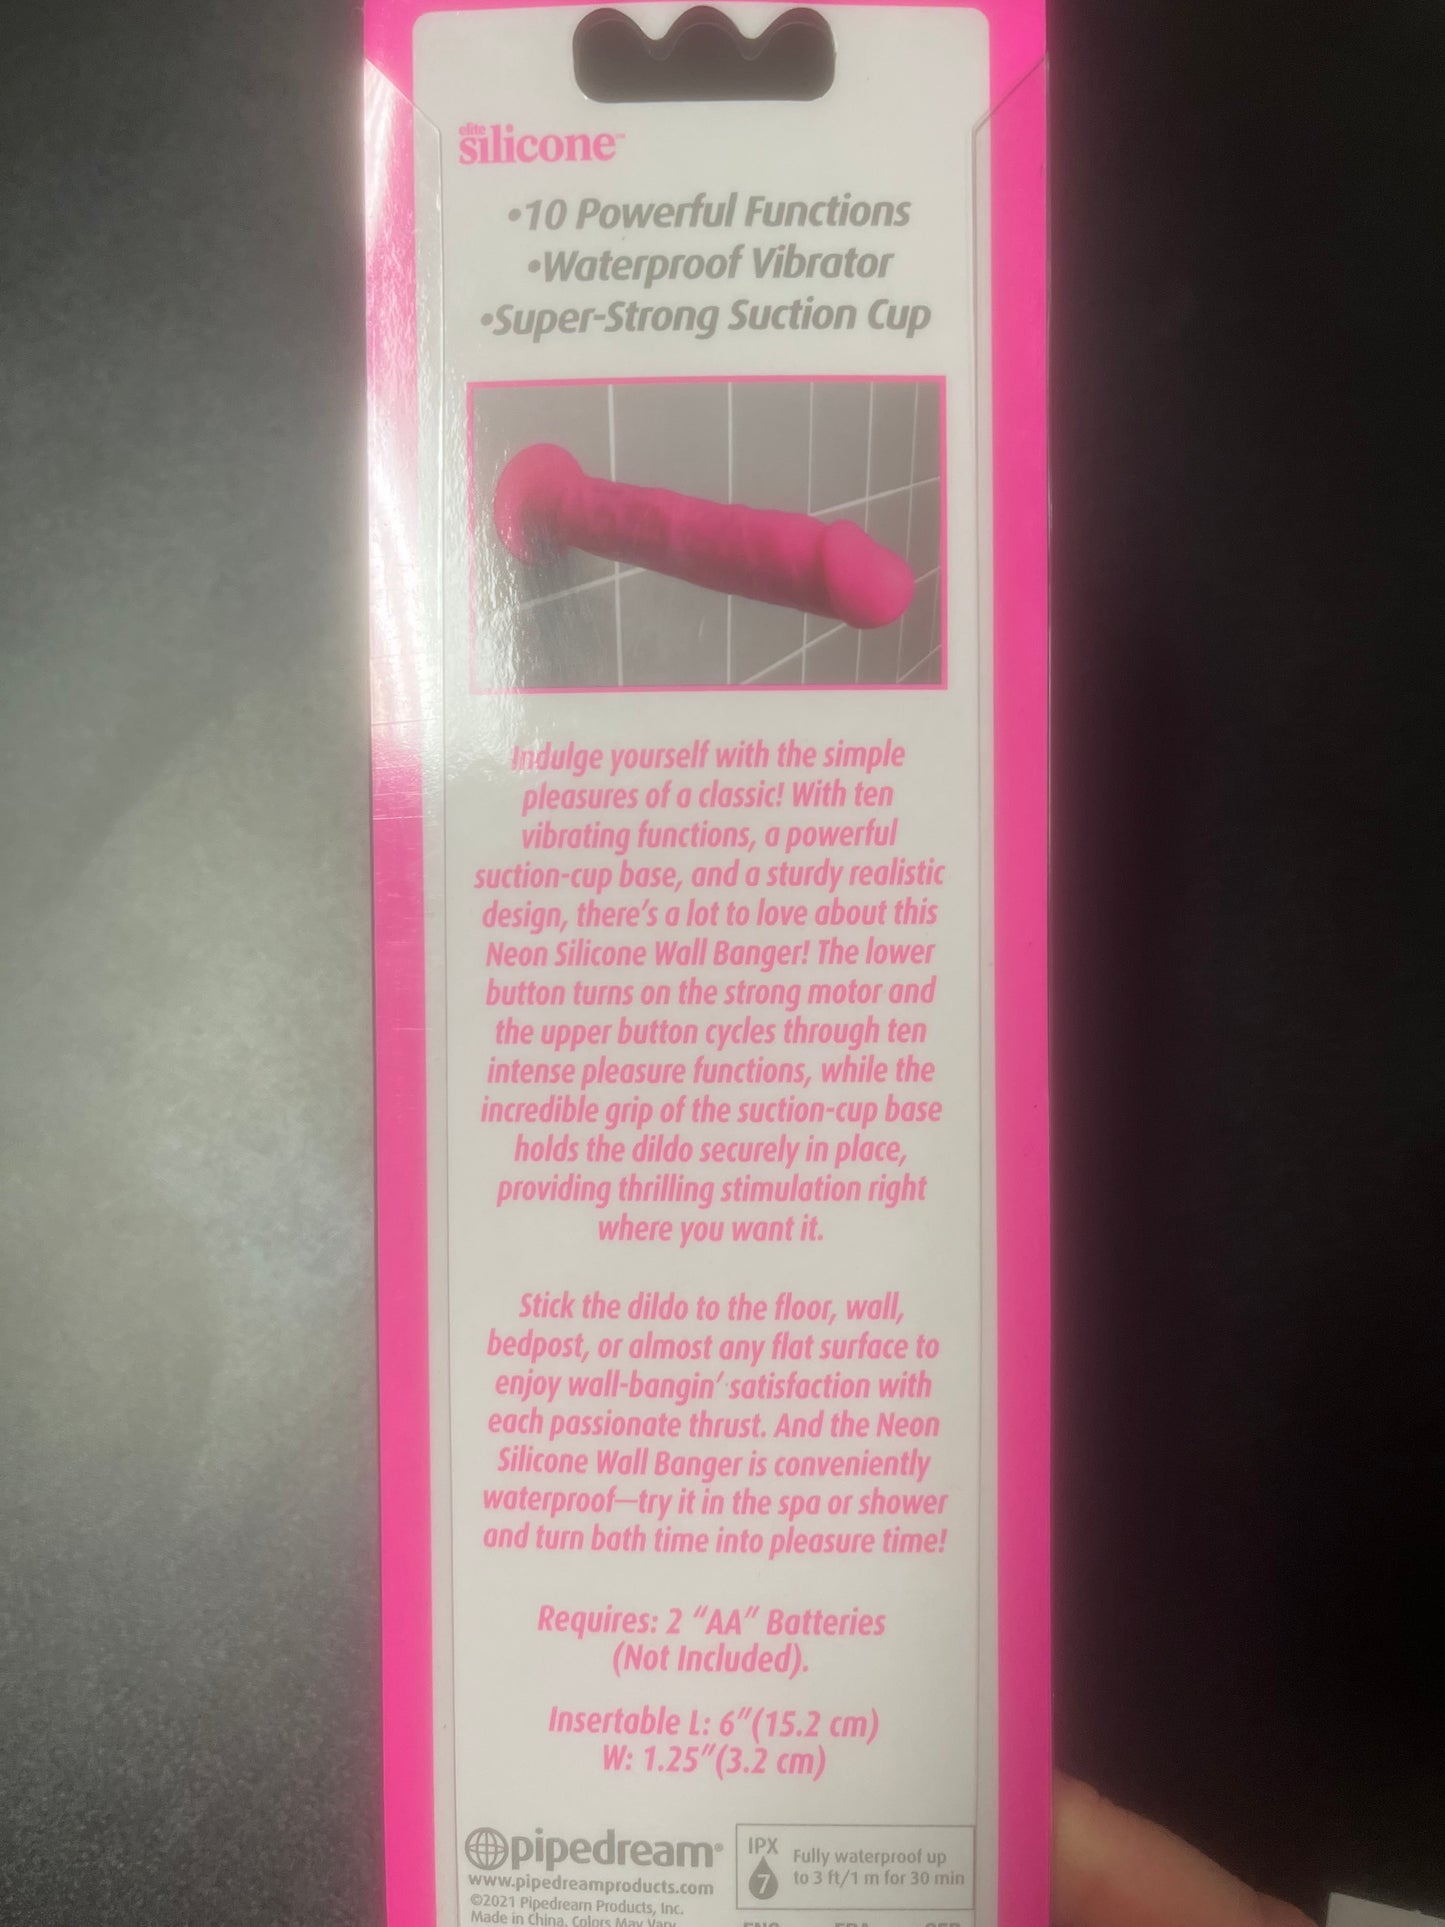 elite
silicone™
•10 Powerful Functions
•Waterproof Vibrator
•Super-Strong Suction Cup
Indulge yourself with the simple
pleasures of a classic! With ten
vibrating functions, a powerful
suction-cup base, and a sturdy realistic
design, there's a lot to love about this
Neon Silicone Wall Banger! The lower
button turns on the strong motor and
the upper button cycles through ten
intense pleasure functions, while the
incredible grip of the suction-cup base
holds the dildo securely in place,
providing thrilling stimulation right
where you want it.
Stick the dildo to the floor, wall,
bedpost, or almost any flat surface to
enjoy wall-bangin' satisfaction with
each passionate thrust. And the Neon
Silicone Wall Banger is conveniently
waterproof—try it in the spa or shower
and turn bath time into pleasure time!
Requires: 2 "AA" Batteries
(Not Included).
Insertable L: 6"(15.2 cm)
W: 1.25"(3.2 cm)
pipedream®
www.pipedreamproducts.com
©2021 Pipedream Products, Inc.
Made in China. Colors May Vary
IPX
7
Fully waterproof up
to 3 ft/1 m for 30 min